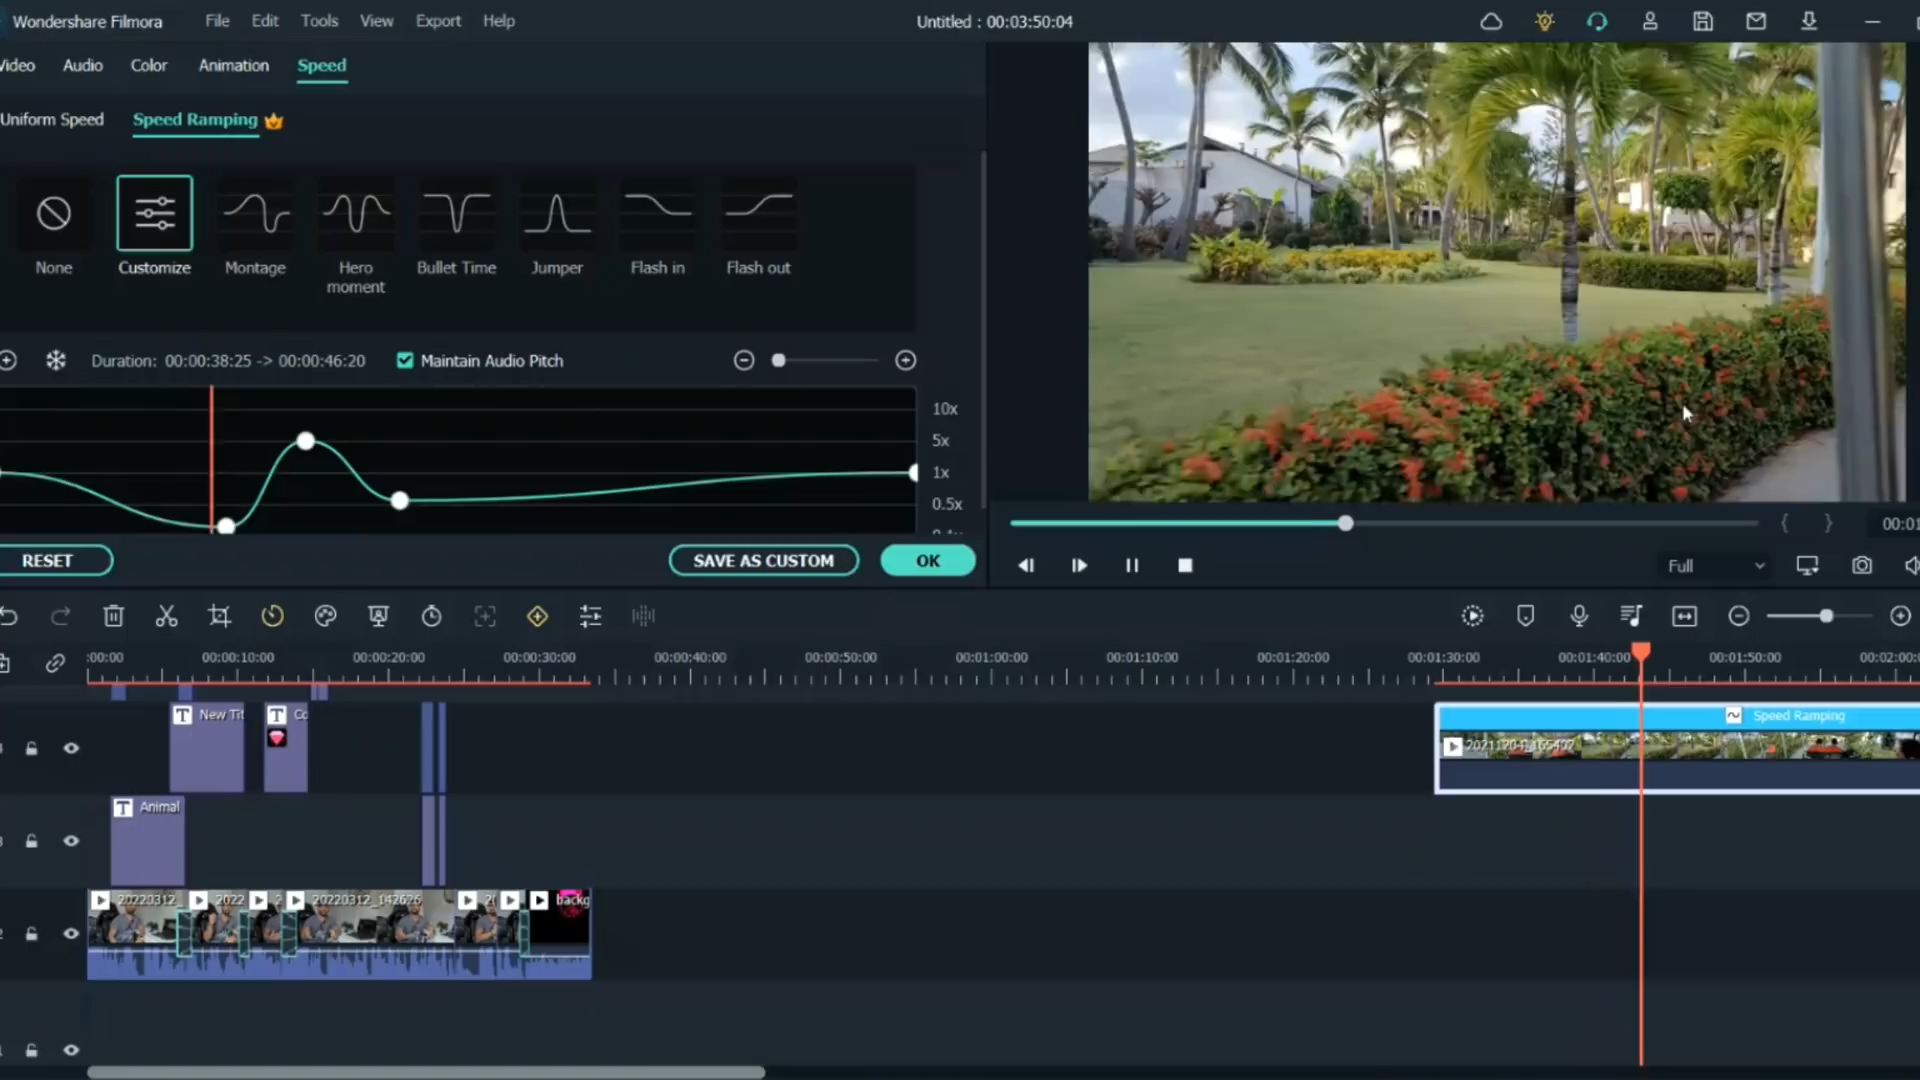 Wondershare Filmora File Edit Tools View Export Help Untitled : 00:03:50:04
Video Audio Color Animation Speed
Uniform Speed Speed Ramping
None Customize Montage Hero moment Bullet Time Jumper Flash in Flash out
Duration: 00:00:38:25 -> 00:00:46:20 Maintain Audio Pitch
10x
5x
1x
0.5x
RESET SAVE AS CUSTOM OK
00:01
Full
:00:00 00:00:10:00 00:00:20:00 00:00:30:00 00:00:40:00 00:00:50:00 00:01:00:00 00:01:10:00 00:01:20:00 00:01:30:00 00:01:40:00 00:01:50:00 00:02:00:0
New Tit Co Speed Ramping
20211204_165402
Animal
20220312_ 2022 2 20220312_142626 2( backg